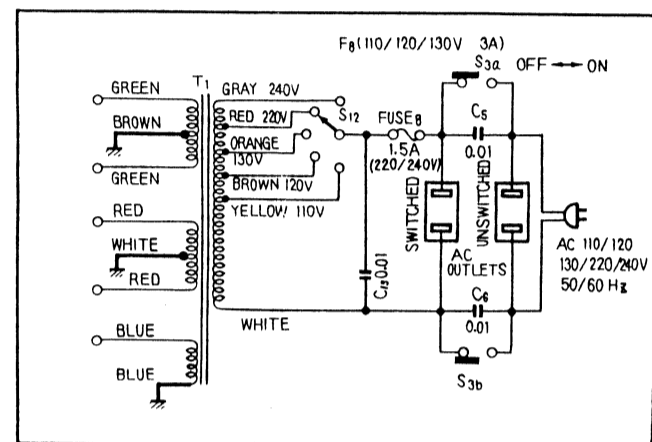 F8(110/120/130V 3A)
S3a OFF ↔ ON
GREEN
T1
GRAY 240V
BROWN
RED 220V
S12
FUSE8
C5
ORANGE
130V
1.5A
(220/240V)
0.01
GREEN
BROWN 120V
YELLOW 110V
RED
SWITCHED
UNSWITCHED
WHITE
AC
OUTLETS
AC 110/120
130/220/240V
50/60 Hz
C13 0.01
RED
C6
0.01
WHITE
BLUE
S3b
BLUE